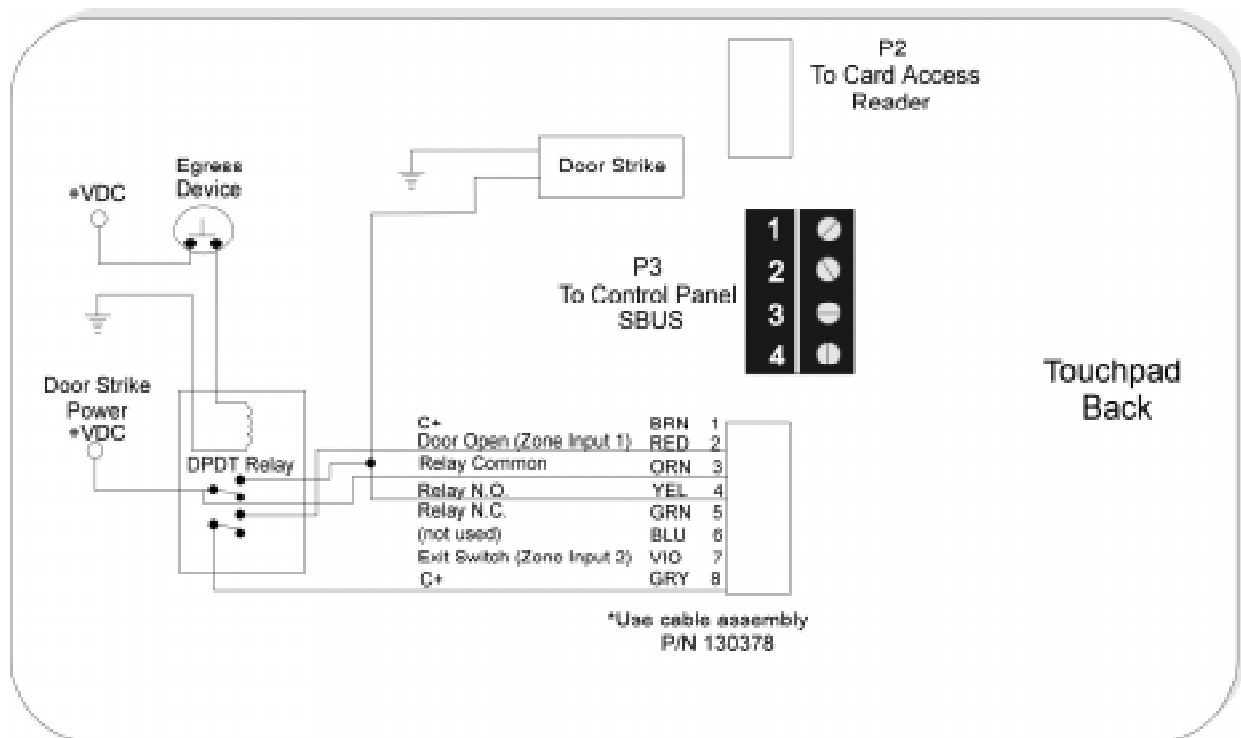 P2
To Card Access
Reader
Door Strike
Egress
Device
+VDC
1
2
3
4
P3
To Control Panel
SBUS
Touchpad
Back
Door Strike
Power
+VDC
DPDT Relay
C+ BRN 1
Door Open (Zone Input 1) RED 2
Relay Common ORN 3
Relay N.O. YEL 4
Relay N.C. GRN 5
(not used) BLU 6
Exit Switch (Zone Input 2) VIO 7
C+ GRY 8
*Use cable assembly
P/N 130378